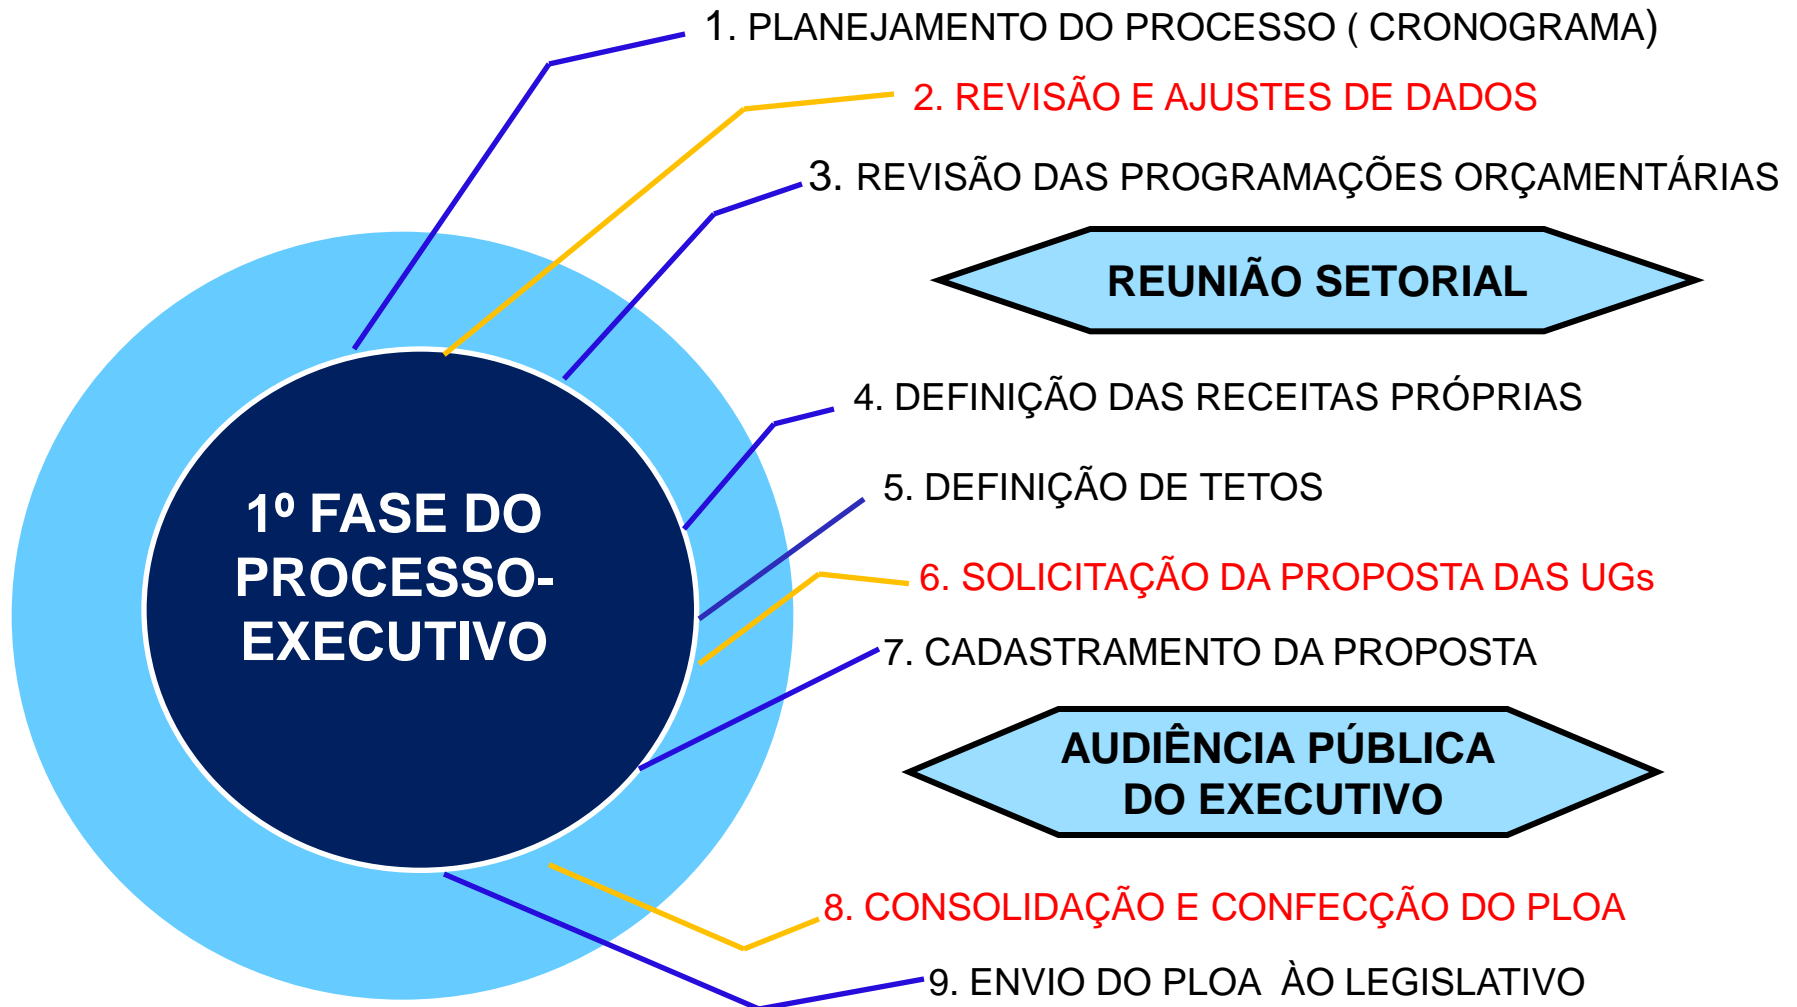 1. PLANEJAMENTO DO PROCESSO ( CRONOGRAMA)
2. REVISÃO E AJUSTES DE DADOS
3. REVISÃO DAS PROGRAMAÇÕES ORÇAMENTÁRIAS
REUNIÃO SETORIAL
4. DEFINIÇÃO DAS RECEITAS PRÓPRIAS
5. DEFINIÇÃO DE TETOS
1º FASE DO
PROCESSO-
EXECUTIVO
6. SOLICITAÇÃO DA PROPOSTA DAS UGs
7. CADASTRAMENTO DA PROPOSTA
AUDIÊNCIA PÚBLICA
DO EXECUTIVO
8. CONSOLIDAÇÃO E CONFECÇÃO DO PLOA
9. ENVIO DO PLOA ÀO LEGISLATIVO